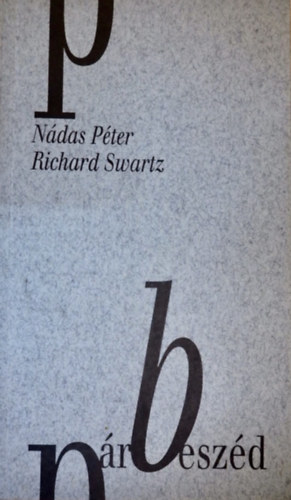 p
Nádas Péter
Richard Swartz
párbeszéd